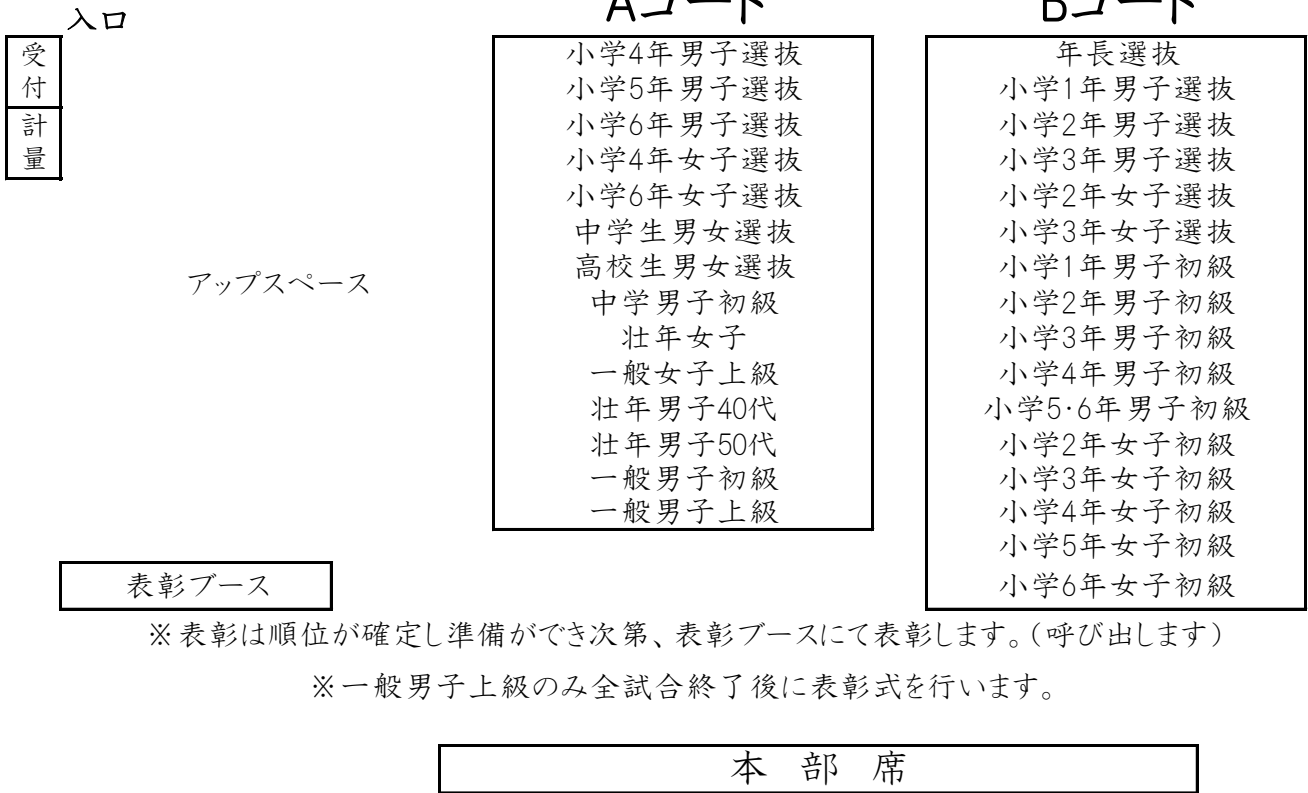 入口
受付
計量
アップスペース
Aコート
小学4年男子選抜
小学5年男子選抜
小学6年男子選抜
小学4年女子選抜
小学6年女子選抜
中学生男女選抜
高校生男女選抜
中学男子初級
壮年女子
一般女子上級
壮年男子40代
壮年男子50代
一般男子初級
一般男子上級
Bコート
年長選抜
小学1年男子選抜
小学2年男子選抜
小学3年男子選抜
小学2年女子選抜
小学3年女子選抜
小学1年男子初級
小学2年男子初級
小学3年男子初級
小学4年男子初級
小学5·6年男子初級
小学2年女子初級
小学3年女子初級
小学4年女子初級
小学5年女子初級
小学6年女子初級
表彰ブース
※表彰は順位が確定し準備ができ次第、表彰ブースにて表彰します。（呼び出します）
※一般男子上級のみ全試合終了後に表彰式を行います。
本 部 席